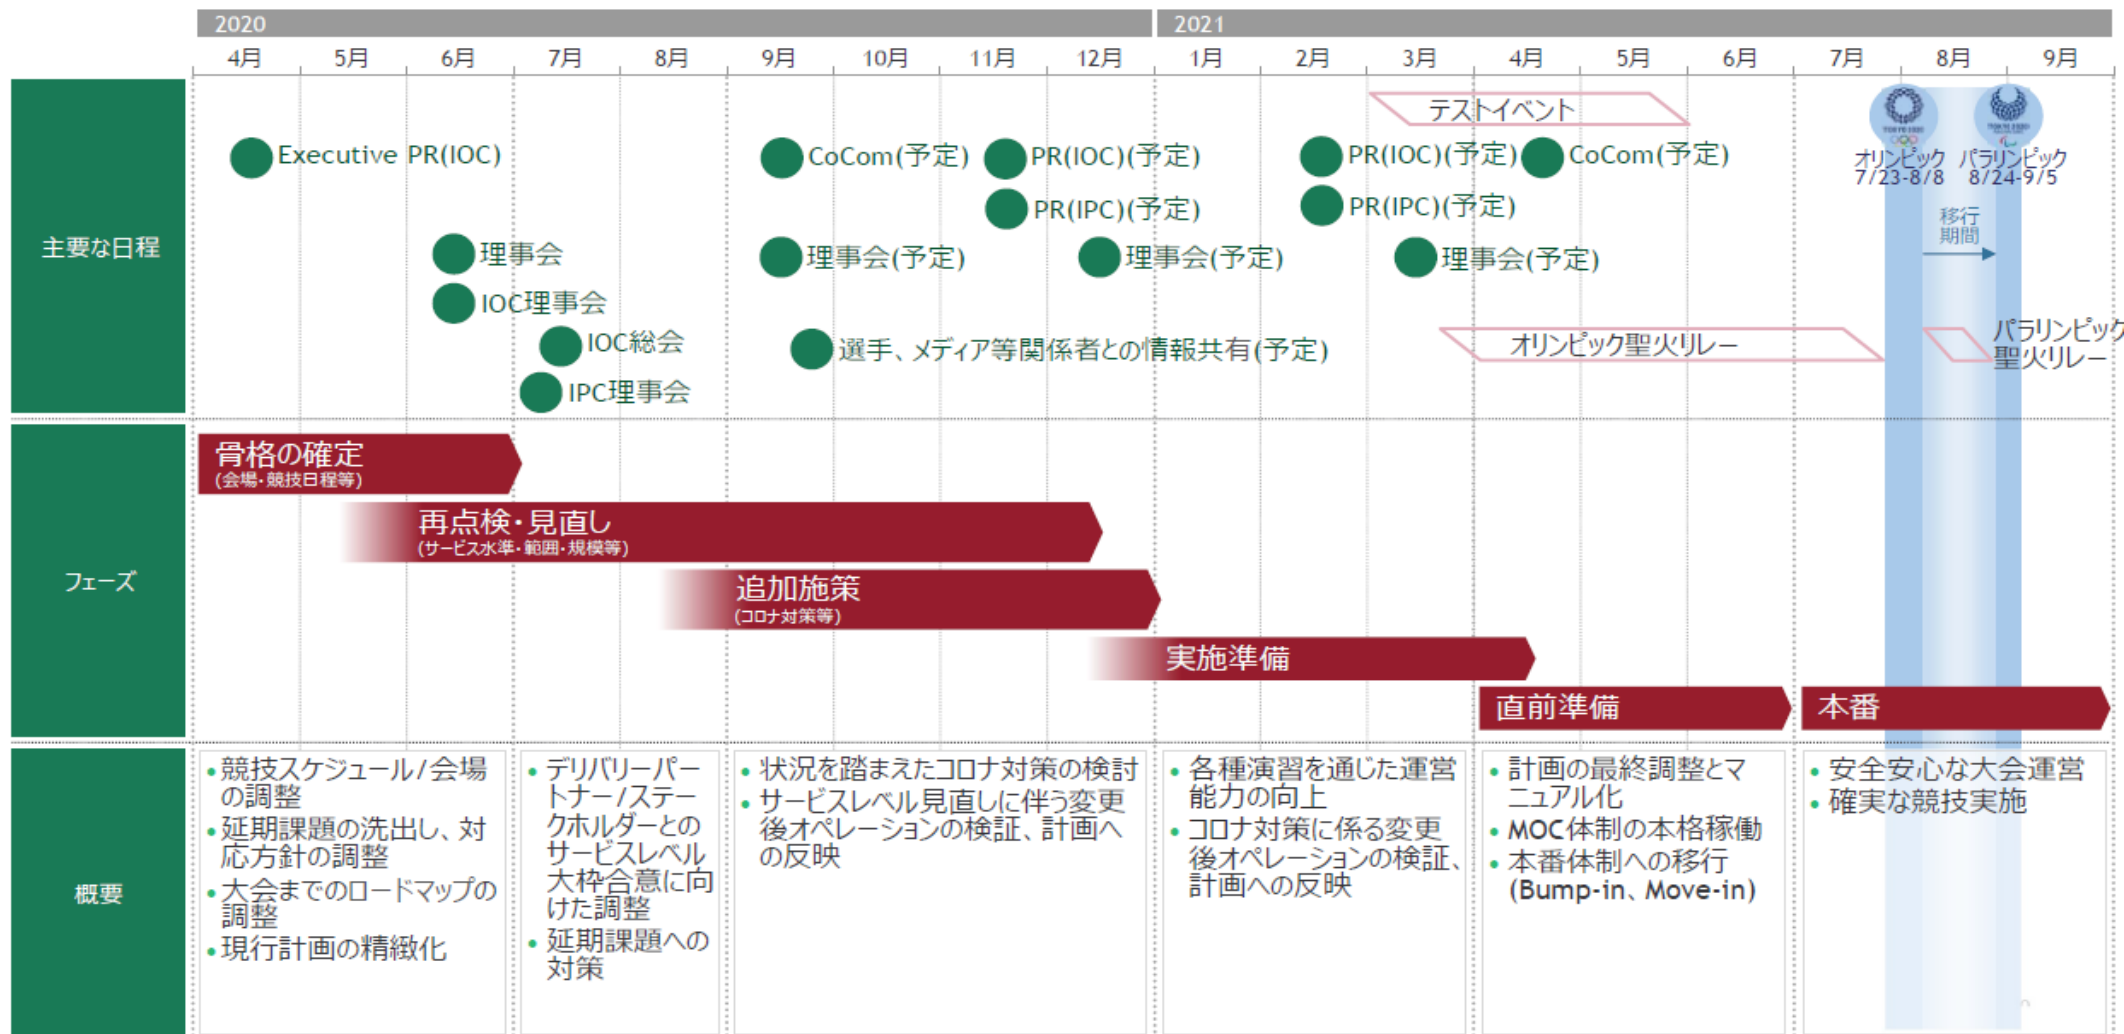 2020
2021
4月 5月 6月 7月 8月 9月 10月 11月 12月 1月 2月 3月 4月 5月 6月 7月 8月 9月
主要な日程
テストイベント
Executive PR(IOC)
CoCom(予定)
PR(IOC)(予定)
PR(IOC)(予定)
CoCom(予定)
オリンピック
7/23-8/8
パラリンピック
8/24-9/5
PR(IPC)(予定)
PR(IPC)(予定)
移行
期間
理事会
理事会(予定)
理事会(予定)
理事会(予定)
IOC理事会
IOC総会
選手、メディア等関係者との情報共有(予定)
オリンピック聖火リレー
パラリンピック
聖火リレー
IPC理事会
フェーズ
骨格の確定
(会場・競技日程等)
再点検・見直し
(サービス水準・範囲・規模等)
追加施策
(コロナ対策等)
実施準備
直前準備
本番
概要
• 競技スケジュール/会場
の調整
• 延期課題の洗出し、対
応方針の調整
• 大会までのロードマップの
調整
• 現行計画の精緻化
• デリバリーパー
トナー/ステー
クホルダーとの
サービスレベル
大枠合意に向
けた調整
• 延期課題への
対策
• 状況を踏まえたコロナ対策の検討
• サービスレベル見直しに伴う変更
後オペレーションの検証、計画へ
の反映
• 各種演習を通じた運営
能力の向上
• コロナ対策に係る変更
後オペレーションの検証、
計画への反映
• 計画の最終調整とマ
ニュアル化
• MOC体制の本格稼働
• 本番体制への移行
(Bump-in、Move-in)
• 安全安心な大会運営
• 確実な競技実施